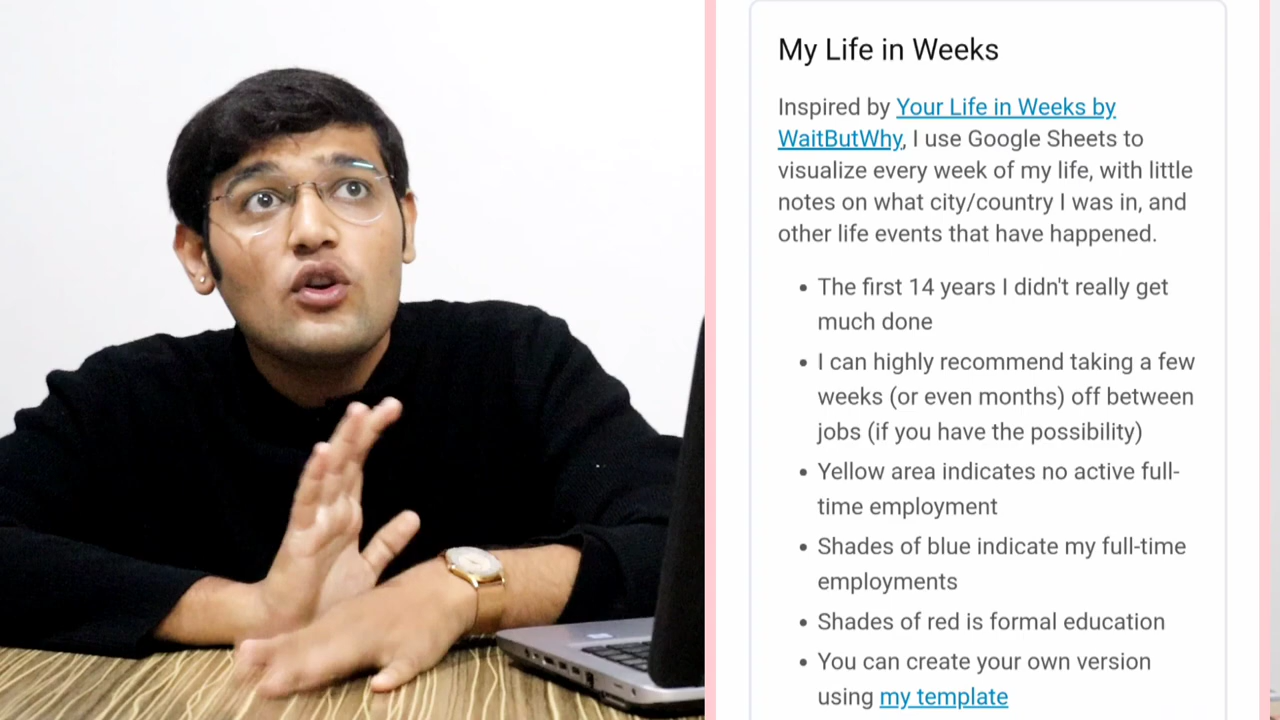 My Life in Weeks
Inspired by Your Life in Weeks by
WaitButWhy, I use Google Sheets to
visualize every week of my life, with little
notes on what city/country I was in, and
other life events that have happened.
• The first 14 years I didn't really get
much done
• I can highly recommend taking a few
weeks (or even months) off between
jobs (if you have the possibility)
• Yellow area indicates no active full-
time employment
• Shades of blue indicate my full-time
employments
• Shades of red is formal education
• You can create your own version
using my template